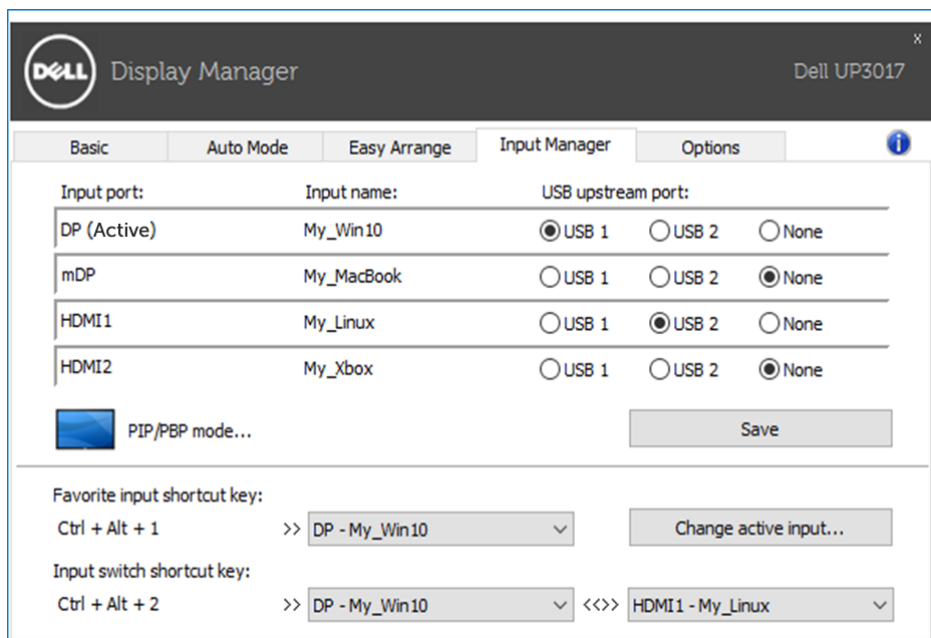 x
DELL Display Manager Dell UP3017
Basic Auto Mode Easy Arrange Input Manager Options i
Input port: Input name: USB upstream port:
DP (Active) My_Win10 USB 1 USB 2 None
mDP My_MacBook USB 1 USB 2 None
HDMI1 My_Linux USB 1 USB 2 None
HDMI2 My_Xbox USB 1 USB 2 None
PIP/PBP mode... Save
Favorite input shortcut key:
Ctrl + Alt + 1 >> DP - My_Win10 Change active input...
Input switch shortcut key:
Ctrl + Alt + 2 >> DP - My_Win10 <<>> HDMI1 - My_Linux